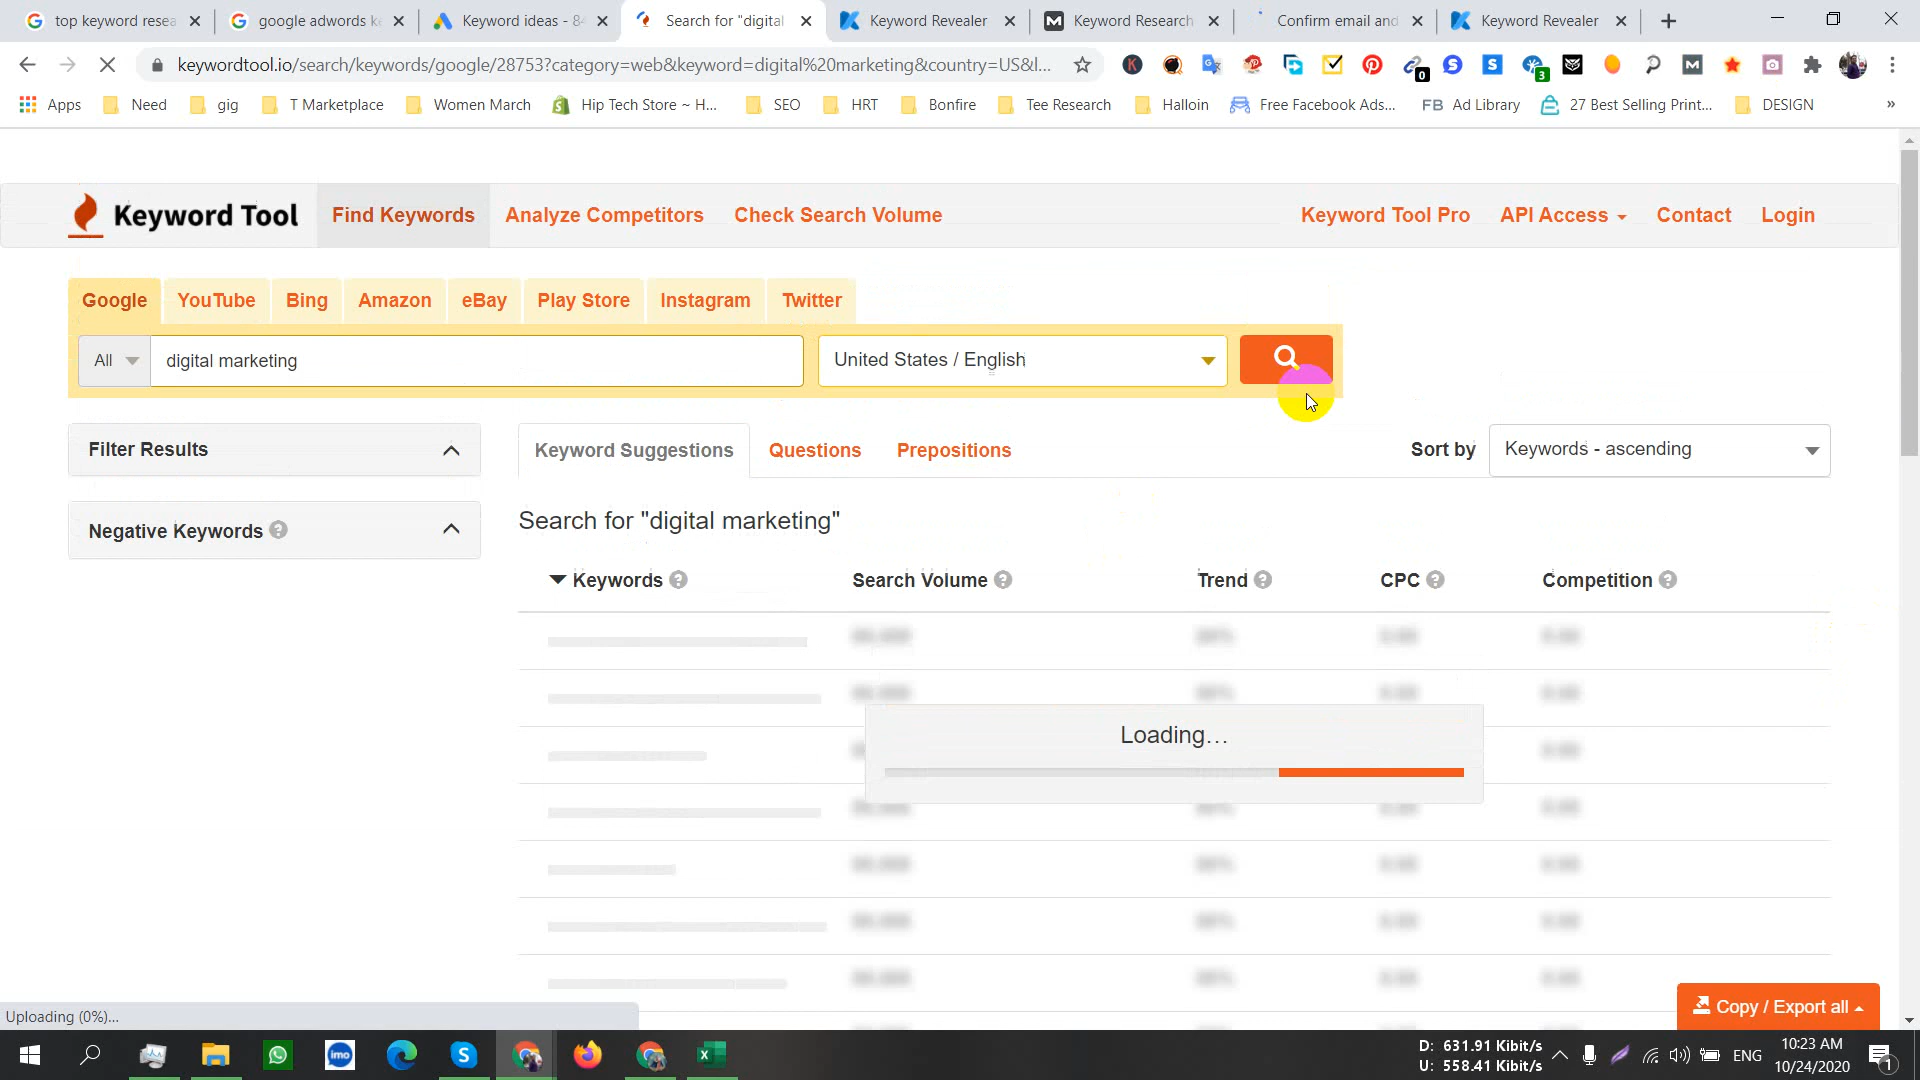 top keyword resea
google adwords k
Keyword ideas - 84
Search for "digital
Keyword Revealer
Keyword Research
Confirm email and
Keyword Revealer
keywordtool.io/search/keywords/google/28753?category=web&keyword=digital%20marketing&country=US&l...
0
3
Apps
Need
gig
T Marketplace
Women March
Hip Tech Store ~ H...
SEO
HRT
Bonfire
Tee Research
Halloin
Free Facebook Ads...
FB Ad Library
27 Best Selling Print...
DESIGN
»
Keyword Tool
Find Keywords
Analyze Competitors
Check Search Volume
Keyword Tool Pro
API Access
Contact
Login
Google
YouTube
Bing
Amazon
eBay
Play Store
Instagram
Twitter
All
digital marketing
United States / English
Filter Results
Negative Keywords ?
Keyword Suggestions
Questions
Prepositions
Sort by
Keywords - ascending
Search for "digital marketing"
Keywords ?
Search Volume ?
Trend ?
CPC ?
Competition ?
Loading...
Copy / Export all
Uploading (0%)...
imo
D: 631.91 Kibit/s
U: 558.41 Kibit/s
ENG
10:23 AM
10/24/2020
1